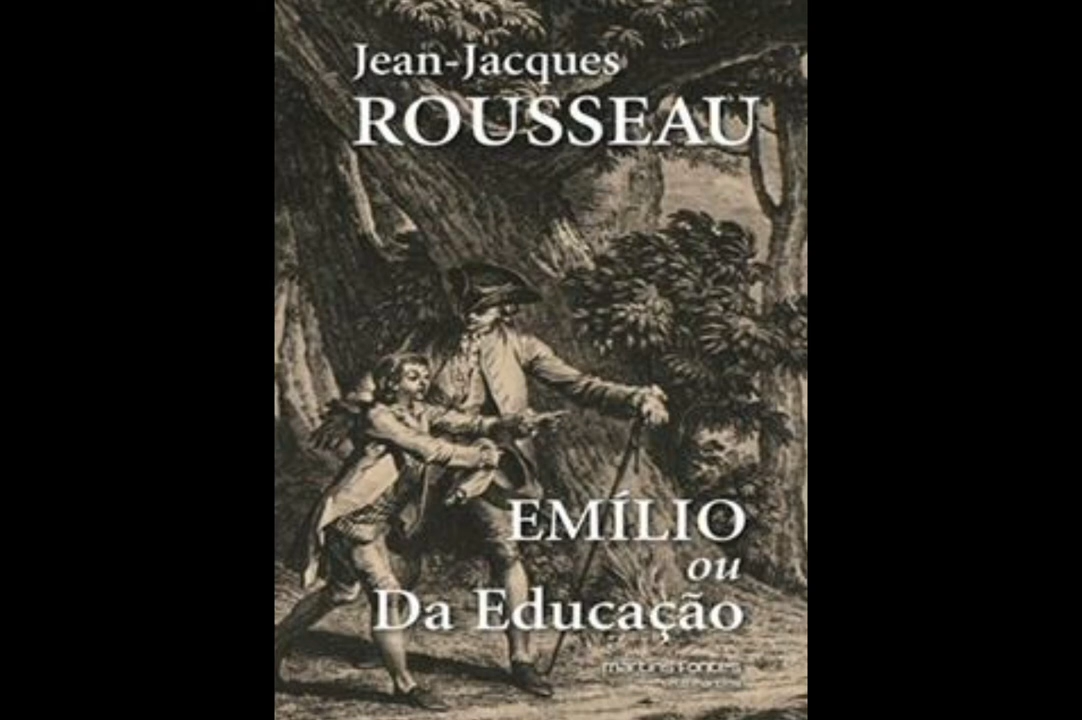 Jean-Jacques
ROUSSEAU
EMÍLIO
ou
Da Educação
martins fontes